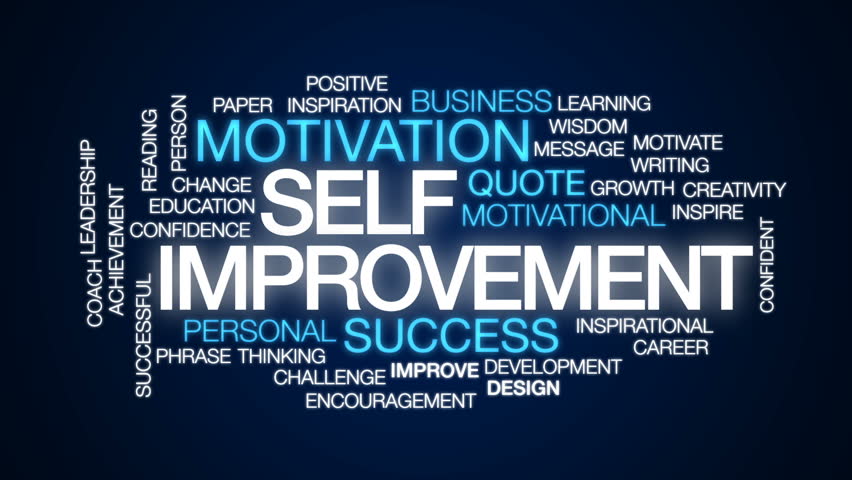 POSITIVE
PAPER INSPIRATION BUSINESS LEARNING
MOTIVATION
WISDOM
MESSAGE
MOTIVATE
WRITING
READING
PERSON
CHANGE
SELF
QUOTE
GROWTH
CREATIVITY
EDUCATION
MOTIVATIONAL
INSPIRE
CONFIDENCE
COACH
LEADERSHIP
ACHIEVEMENT
IMPROVEMENT
CONFIDENT
SUCCESSFUL
PERSONAL
SUCCESS
INSPIRATIONAL
CAREER
PHRASE THINKING
CHALLENGE
IMPROVE
DEVELOPMENT
DESIGN
ENCOURAGEMENT